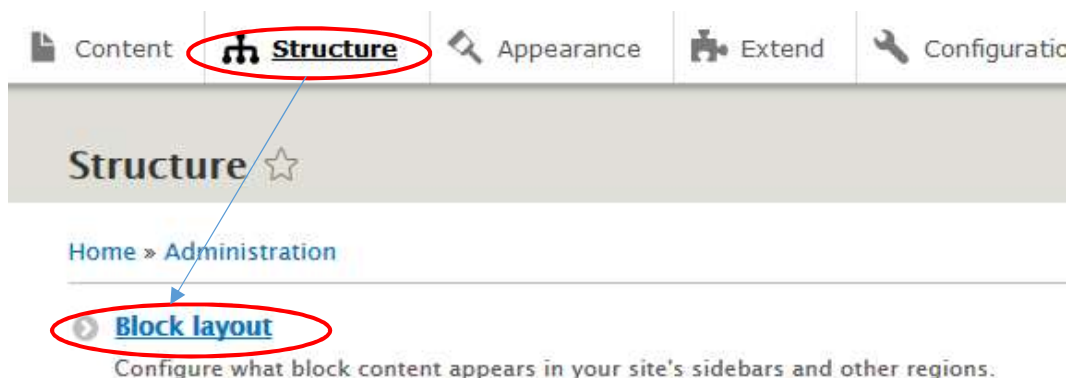 Content Structure Appearance Extend Configuratio
Structure
Home » Administration
Block layout
Configure what block content appears in your site's sidebars and other regions.